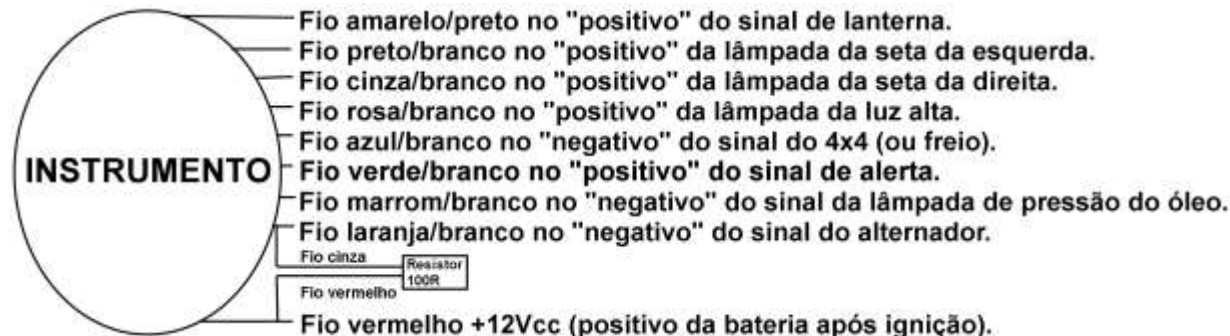 Fio amarelo/preto no "positivo" do sinal de lanterna.
Fio preto/branco no "positivo" da lâmpada da seta da esquerda.
Fio cinza/branco no "positivo" da lâmpada da seta da direita.
Fio rosa/branco no "positivo" da lâmpada da luz alta.
Fio azul/branco no "negativo" do sinal do 4x4 (ou freio).
INSTRUMENTO
Fio verde/branco no "positivo" do sinal de alerta.
Fio marrom/branco no "negativo" do sinal da lâmpada de pressão do óleo.
Fio laranja/branco no "negativo" do sinal do alternador.
Fio cinza
Resistor
100R
Fio vermelho
Fio vermelho +12Vcc (positivo da bateria após ignição).